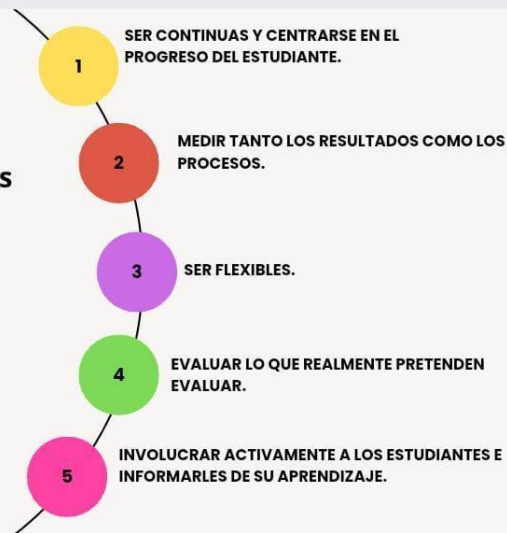 1
SER CONTINUAS Y CENTRARSE EN EL
PROGRESO DEL ESTUDIANTE.
2
MEDIR TANTO LOS RESULTADOS COMO LOS
PROCESOS.
S
3
SER FLEXIBLES.
4
EVALUAR LO QUE REALMENTE PRETENDEN
EVALUAR.
5
INVOLUCRAR ACTIVAMENTE A LOS ESTUDIANTES E
INFORMARLES DE SU APRENDIZAJE.